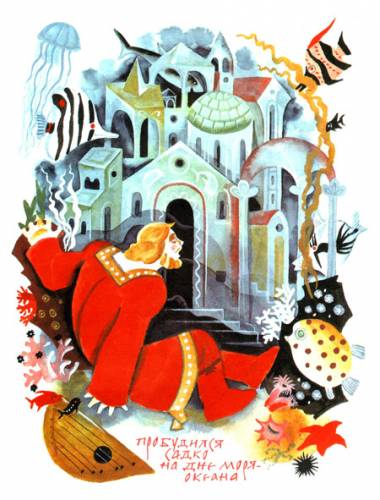 пробудился
садко
на дне моря-
океана